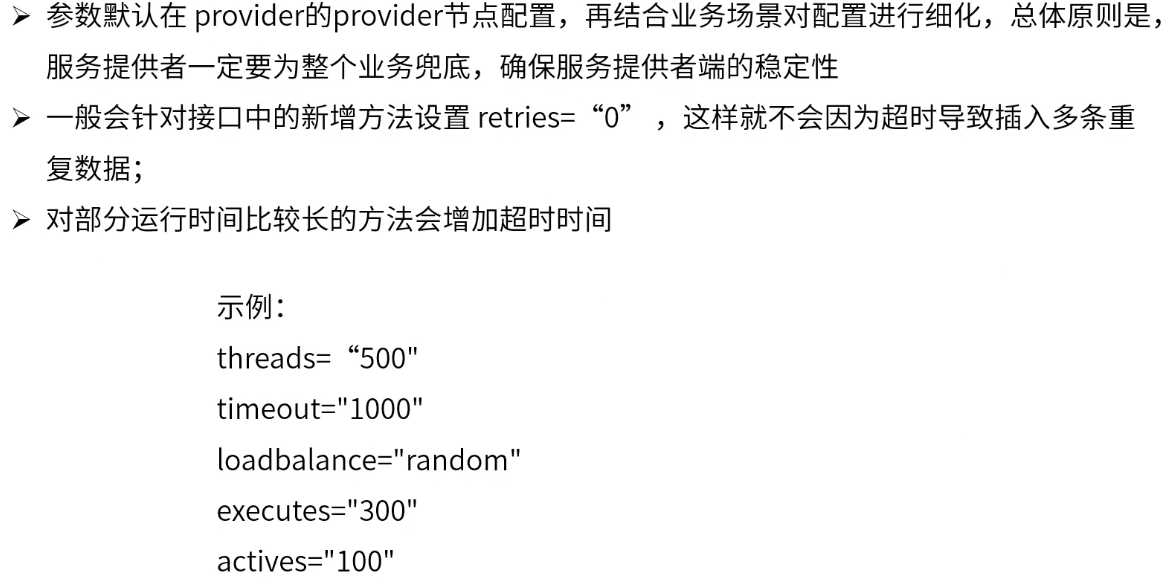 ➢ 参数默认在 provider的provider节点配置，再结合业务场景对配置进行细化，总体原则是，
服务提供者一定要为整个业务兜底，确保服务提供者端的稳定性
➢ 一般会针对接口中的新增方法设置 retries=“0” ，这样就不会因为超时导致插入多条重
复数据；
➢ 对部分运行时间比较长的方法会增加超时时间
示例：
threads=“500"
timeout="1000"
loadbalance="random"
executes="300"
actives="100"